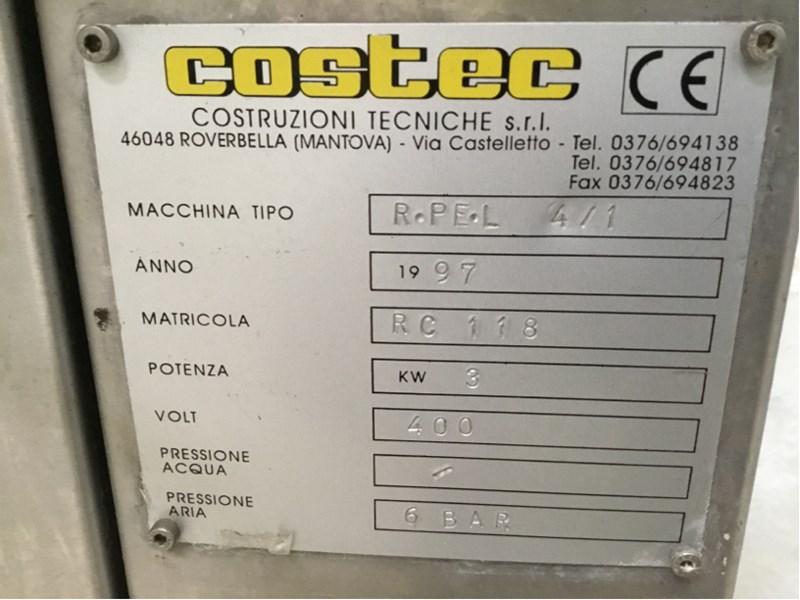 costec CE
COSTRUZIONI TECNICHE s.r.l.
46048 ROVERBELLA (MANTOVA) - Via Castelletto - Tel. 0376/694138
Tel. 0376/694817
Fax 0376/694823
MACCHINA TIPO R.PE.L 4/1
ANNO 19 97
MATRICOLA RC 118
POTENZA KW 3
VOLT 400
PRESSIONE
ACQUA -
PRESSIONE
ARIA 6 BAR